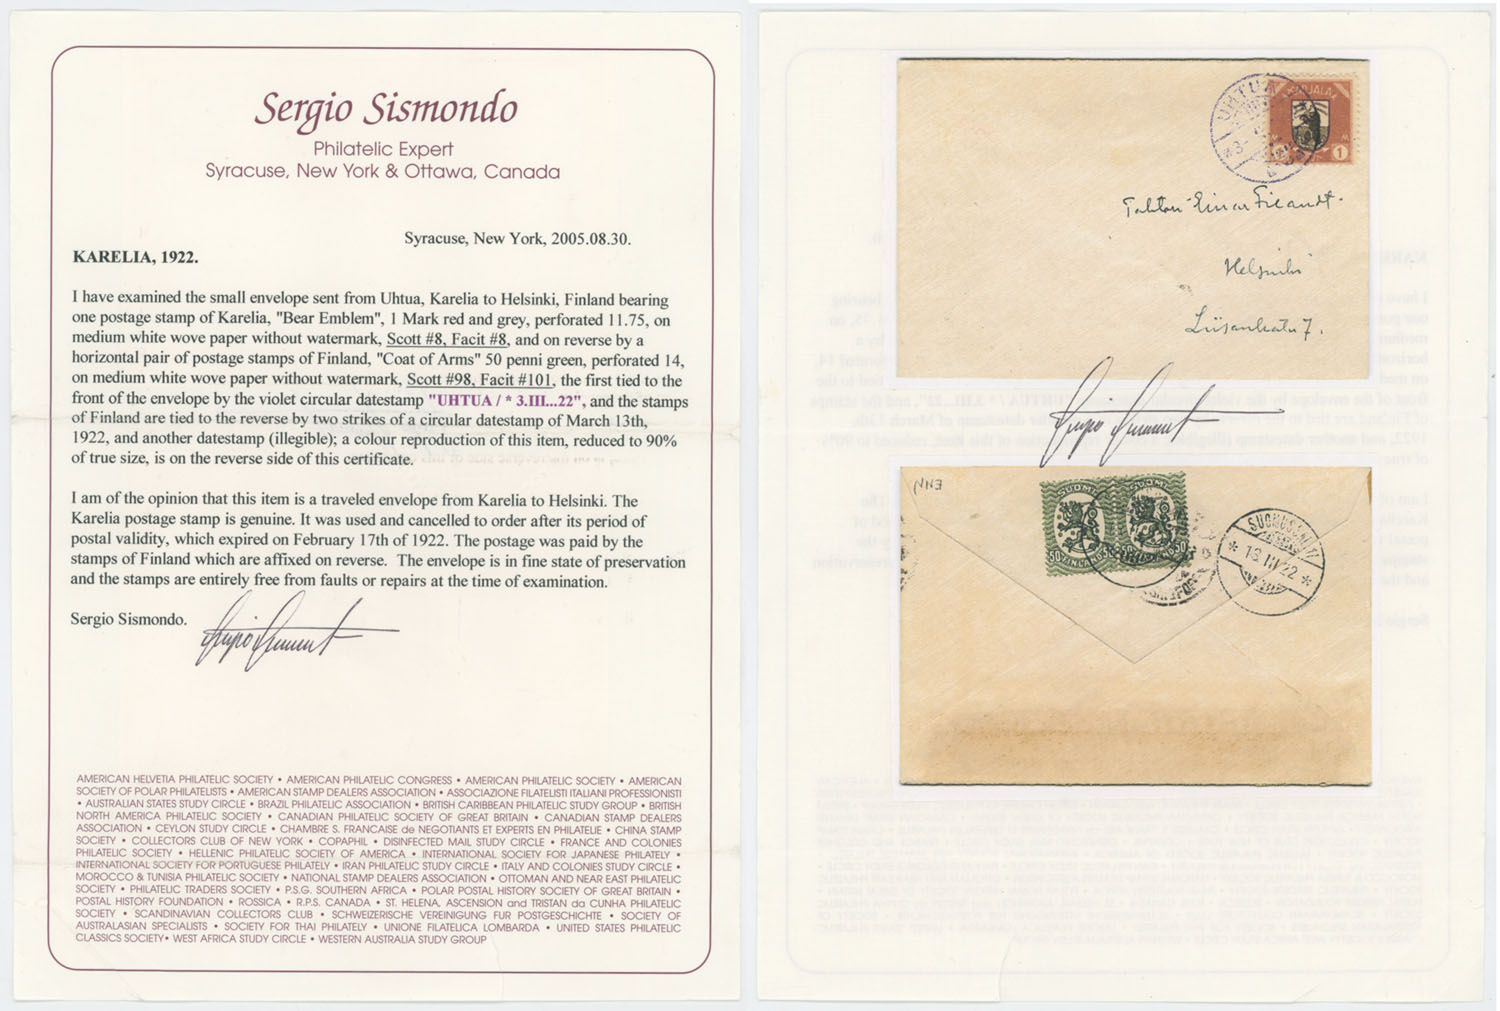 Sergio Sismondo
Philatelic Expert
Syracuse, New York & Ottawa, Canada
Syracuse, New York, 2005.08.30.
KARELIA, 1922.
I have examined the small envelope sent from Uhtua, Karelia to Helsinki, Finland bearing
one postage stamp of Karelia, "Bear Emblem", 1 Mark red and grey, perforated 11.75, on
medium white wove paper without watermark, Scott #8, Facit #8, and on reverse by a
horizontal pair of postage stamps of Finland, "Coat of Arms" 50 penni green, perforated 14,
on medium white wove paper without watermark, Scott #98, Facit #101, the first tied to the
front of the envelope by the violet circular datestamp "UHTUA / * 3.III...22", and the stamps
of Finland are tied to the reverse by two strikes of a circular datestamp of March 13th,
1922, and another datestamp (illegible); a colour reproduction of this item, reduced to 90%
of true size, is on the reverse side of this certificate.
I am of the opinion that this item is a traveled envelope from Karelia to Helsinki. The
Karelia postage stamp is genuine. It was used and cancelled to order after its period of
postal validity, which expired on February 17th of 1922. The postage was paid by the
stamps of Finland which are affixed on reverse. The envelope is in fine state of preservation
and the stamps are entirely free from faults or repairs at the time of examination.
Sergio Sismondo.
AMERICAN HELVETIA PHILATELIC SOCIETY • AMERICAN PHILATELIC CONGRESS • AMERICAN PHILATELIC SOCIETY • AMERICAN
SOCIETY OF POLAR PHILATELISTS • AMERICAN STAMP DEALERS ASSOCIATION • ASSOCIAZIONE FILATELISTI ITALIANI PROFESSIONISTI
• AUSTRALIAN STATES STUDY CIRCLE • BRAZIL PHILATELIC ASSOCIATION • BRITISH CARIBBEAN PHILATELIC STUDY GROUP • BRITISH
NORTH AMERICA PHILATELIC SOCIETY • CANADIAN PHILATELIC SOCIETY OF GREAT BRITAIN • CANADIAN STAMP DEALERS
ASSOCIATION • CEYLON STUDY CIRCLE • CHAMBRE S. FRANCAISE de NEGOTIANTS ET EXPERTS EN PHILATELIE • CHINA STAMP
SOCIETY • COLLECTORS CLUB OF NEW YORK • COPAPHIL • DISINFECTED MAIL STUDY CIRCLE • FRANCE AND COLONIES
PHILATELIC SOCIETY • HELLENIC PHILATELIC SOCIETY OF AMERICA • INTERNATIONAL SOCIETY FOR JAPANESE PHILATELY •
INTERNATIONAL SOCIETY FOR PORTUGUESE PHILATELY • IRAN PHILATELIC STUDY CIRCLE • ITALY AND COLONIES STUDY CIRCLE •
MOROCCO & TUNISIA PHILATELIC SOCIETY • NATIONAL STAMP DEALERS ASSOCIATION • OTTOMAN AND NEAR EAST PHILATELIC
SOCIETY • PHILATELIC TRADERS SOCIETY • P.S.G. SOUTHERN AFRICA • POLAR POSTAL HISTORY SOCIETY OF GREAT BRITAIN •
POSTAL HISTORY FOUNDATION • ROSSICA • R.P.S. CANADA • ST. HELENA, ASCENSION and TRISTAN da CUNHA PHILATELIC
SOCIETY • SCANDINAVIAN COLLECTORS CLUB • SCHWEIZERISCHE VEREINIGUNG FUR POSTGESCHICHTE • SOCIETY OF
AUSTRALASIAN SPECIALISTS • SOCIETY FOR THAI PHILATELY • UNIONE FILATELICA LOMBARDA • UNITED STATES PHILATELIC
CLASSICS SOCIETY• WEST AFRICA STUDY CIRCLE • WESTERN AUSTRALIA STUDY GROUP
UHTUA
1
Einar
Helsinki
Liisankatu 7.
SUOMI SUOMI
50 FINLAND 50
13 III 22